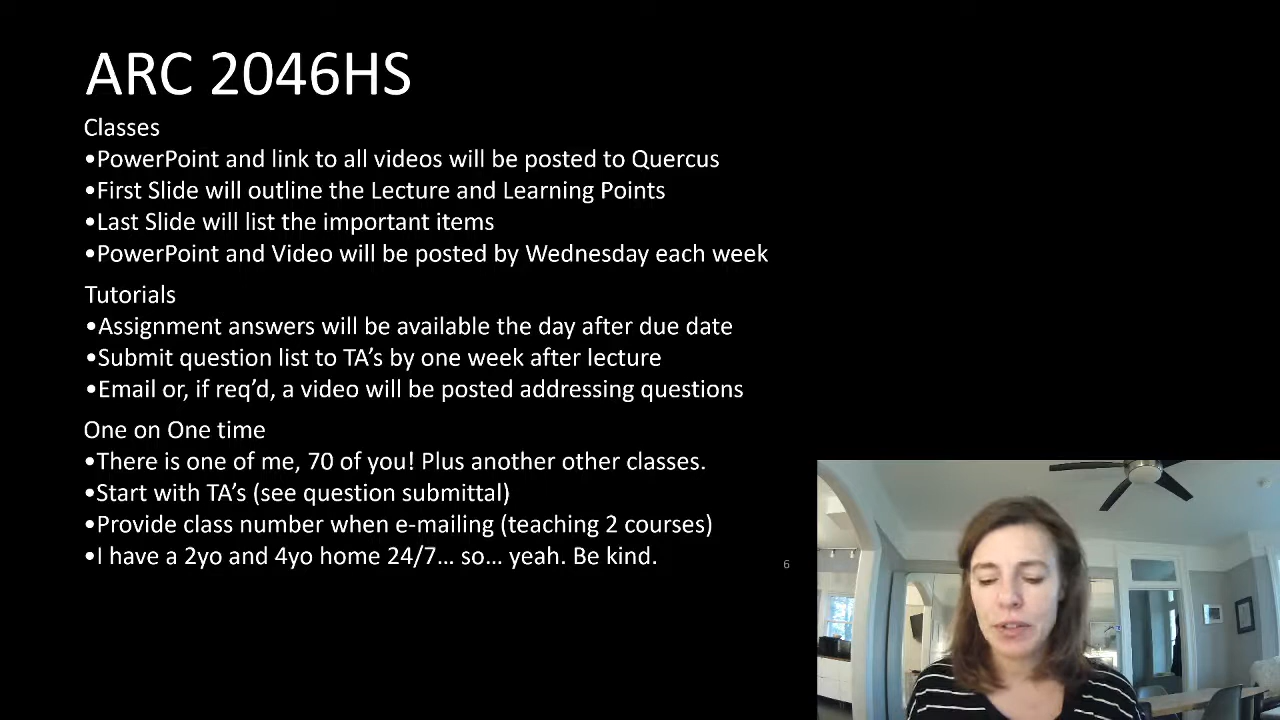 ARC 2046HS
Classes
•PowerPoint and link to all videos will be posted to Quercus
•First Slide will outline the Lecture and Learning Points
•Last Slide will list the important items
•PowerPoint and Video will be posted by Wednesday each week
Tutorials
•Assignment answers will be available the day after due date
•Submit question list to TA’s by one week after lecture
•Email or, if req’d, a video will be posted addressing questions
One on One time
•There is one of me, 70 of you! Plus another other classes.
•Start with TA’s (see question submittal)
•Provide class number when e-mailing (teaching 2 courses)
•I have a 2yo and 4yo home 24/7… so… yeah. Be kind.
6